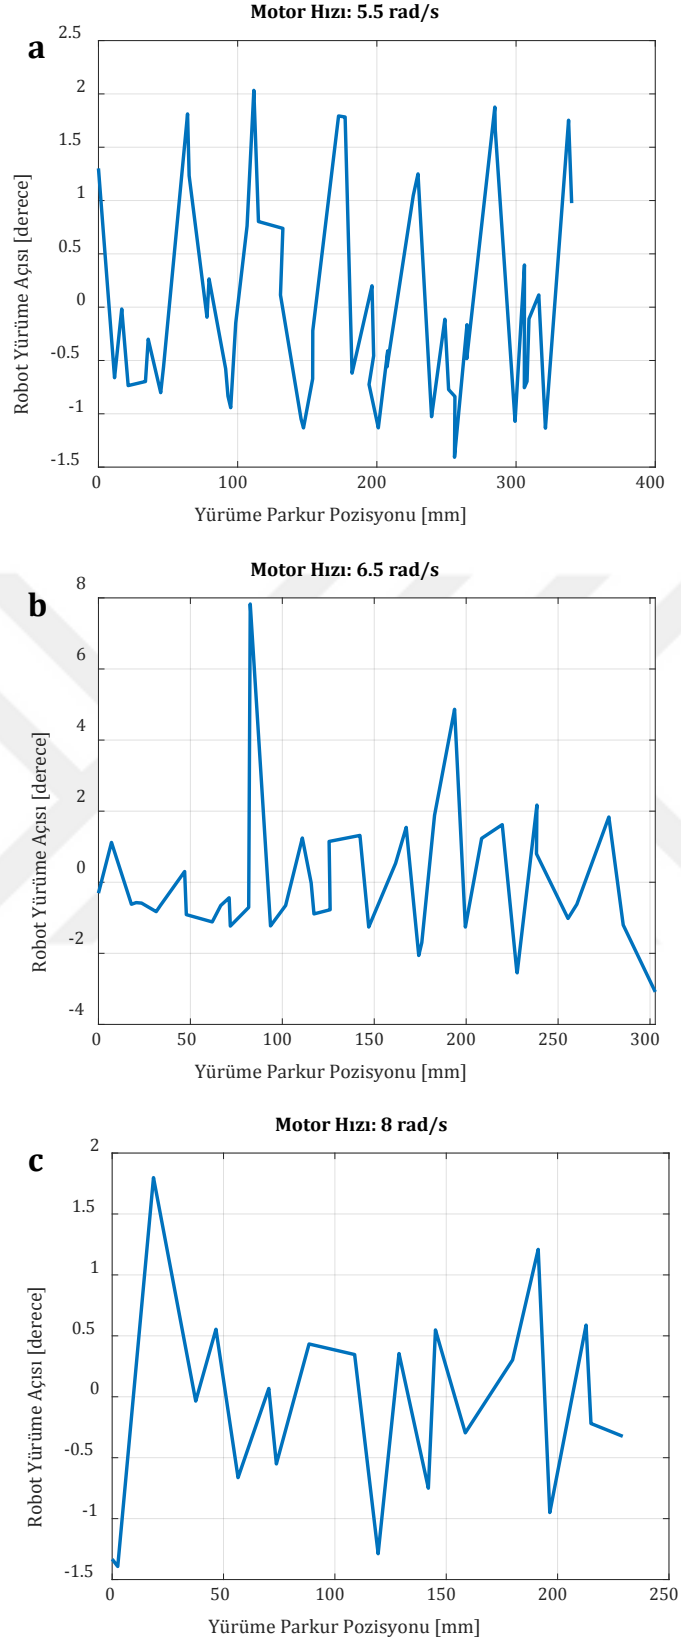 Motor Hızı: 5.5 rad/s
a
2.5
2
1.5
1
0.5
0
-0.5
-1
-1.5
Robot Yürüme Açısı [derece]
0 100 200 300 400
Yürüme Parkur Pozisyonu [mm]
Motor Hızı: 6.5 rad/s
b
8
6
4
2
0
-2
-4
Robot Yürüme Açısı [derece]
0 50 100 150 200 250 300
Yürüme Parkur Pozisyonu [mm]
Motor Hızı: 8 rad/s
c
2
1.5
1
0.5
0
-0.5
-1
-1.5
Robot Yürüme Açısı [derece]
0 50 100 150 200 250
Yürüme Parkur Pozisyonu [mm]